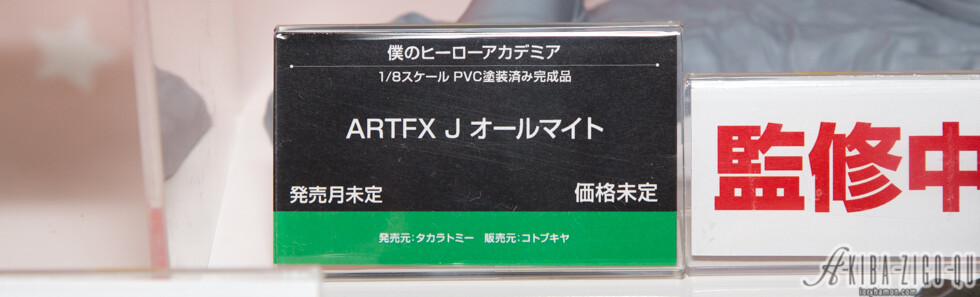 僕のヒーローアカデミア
1/8スケール PVC塗装済み完成品
ARTFX J オールマイト
発売月未定 価格未定
発売元:タカラトミー 販売元:コトブキヤ
監修中
AKIBA-ZIGO-QU